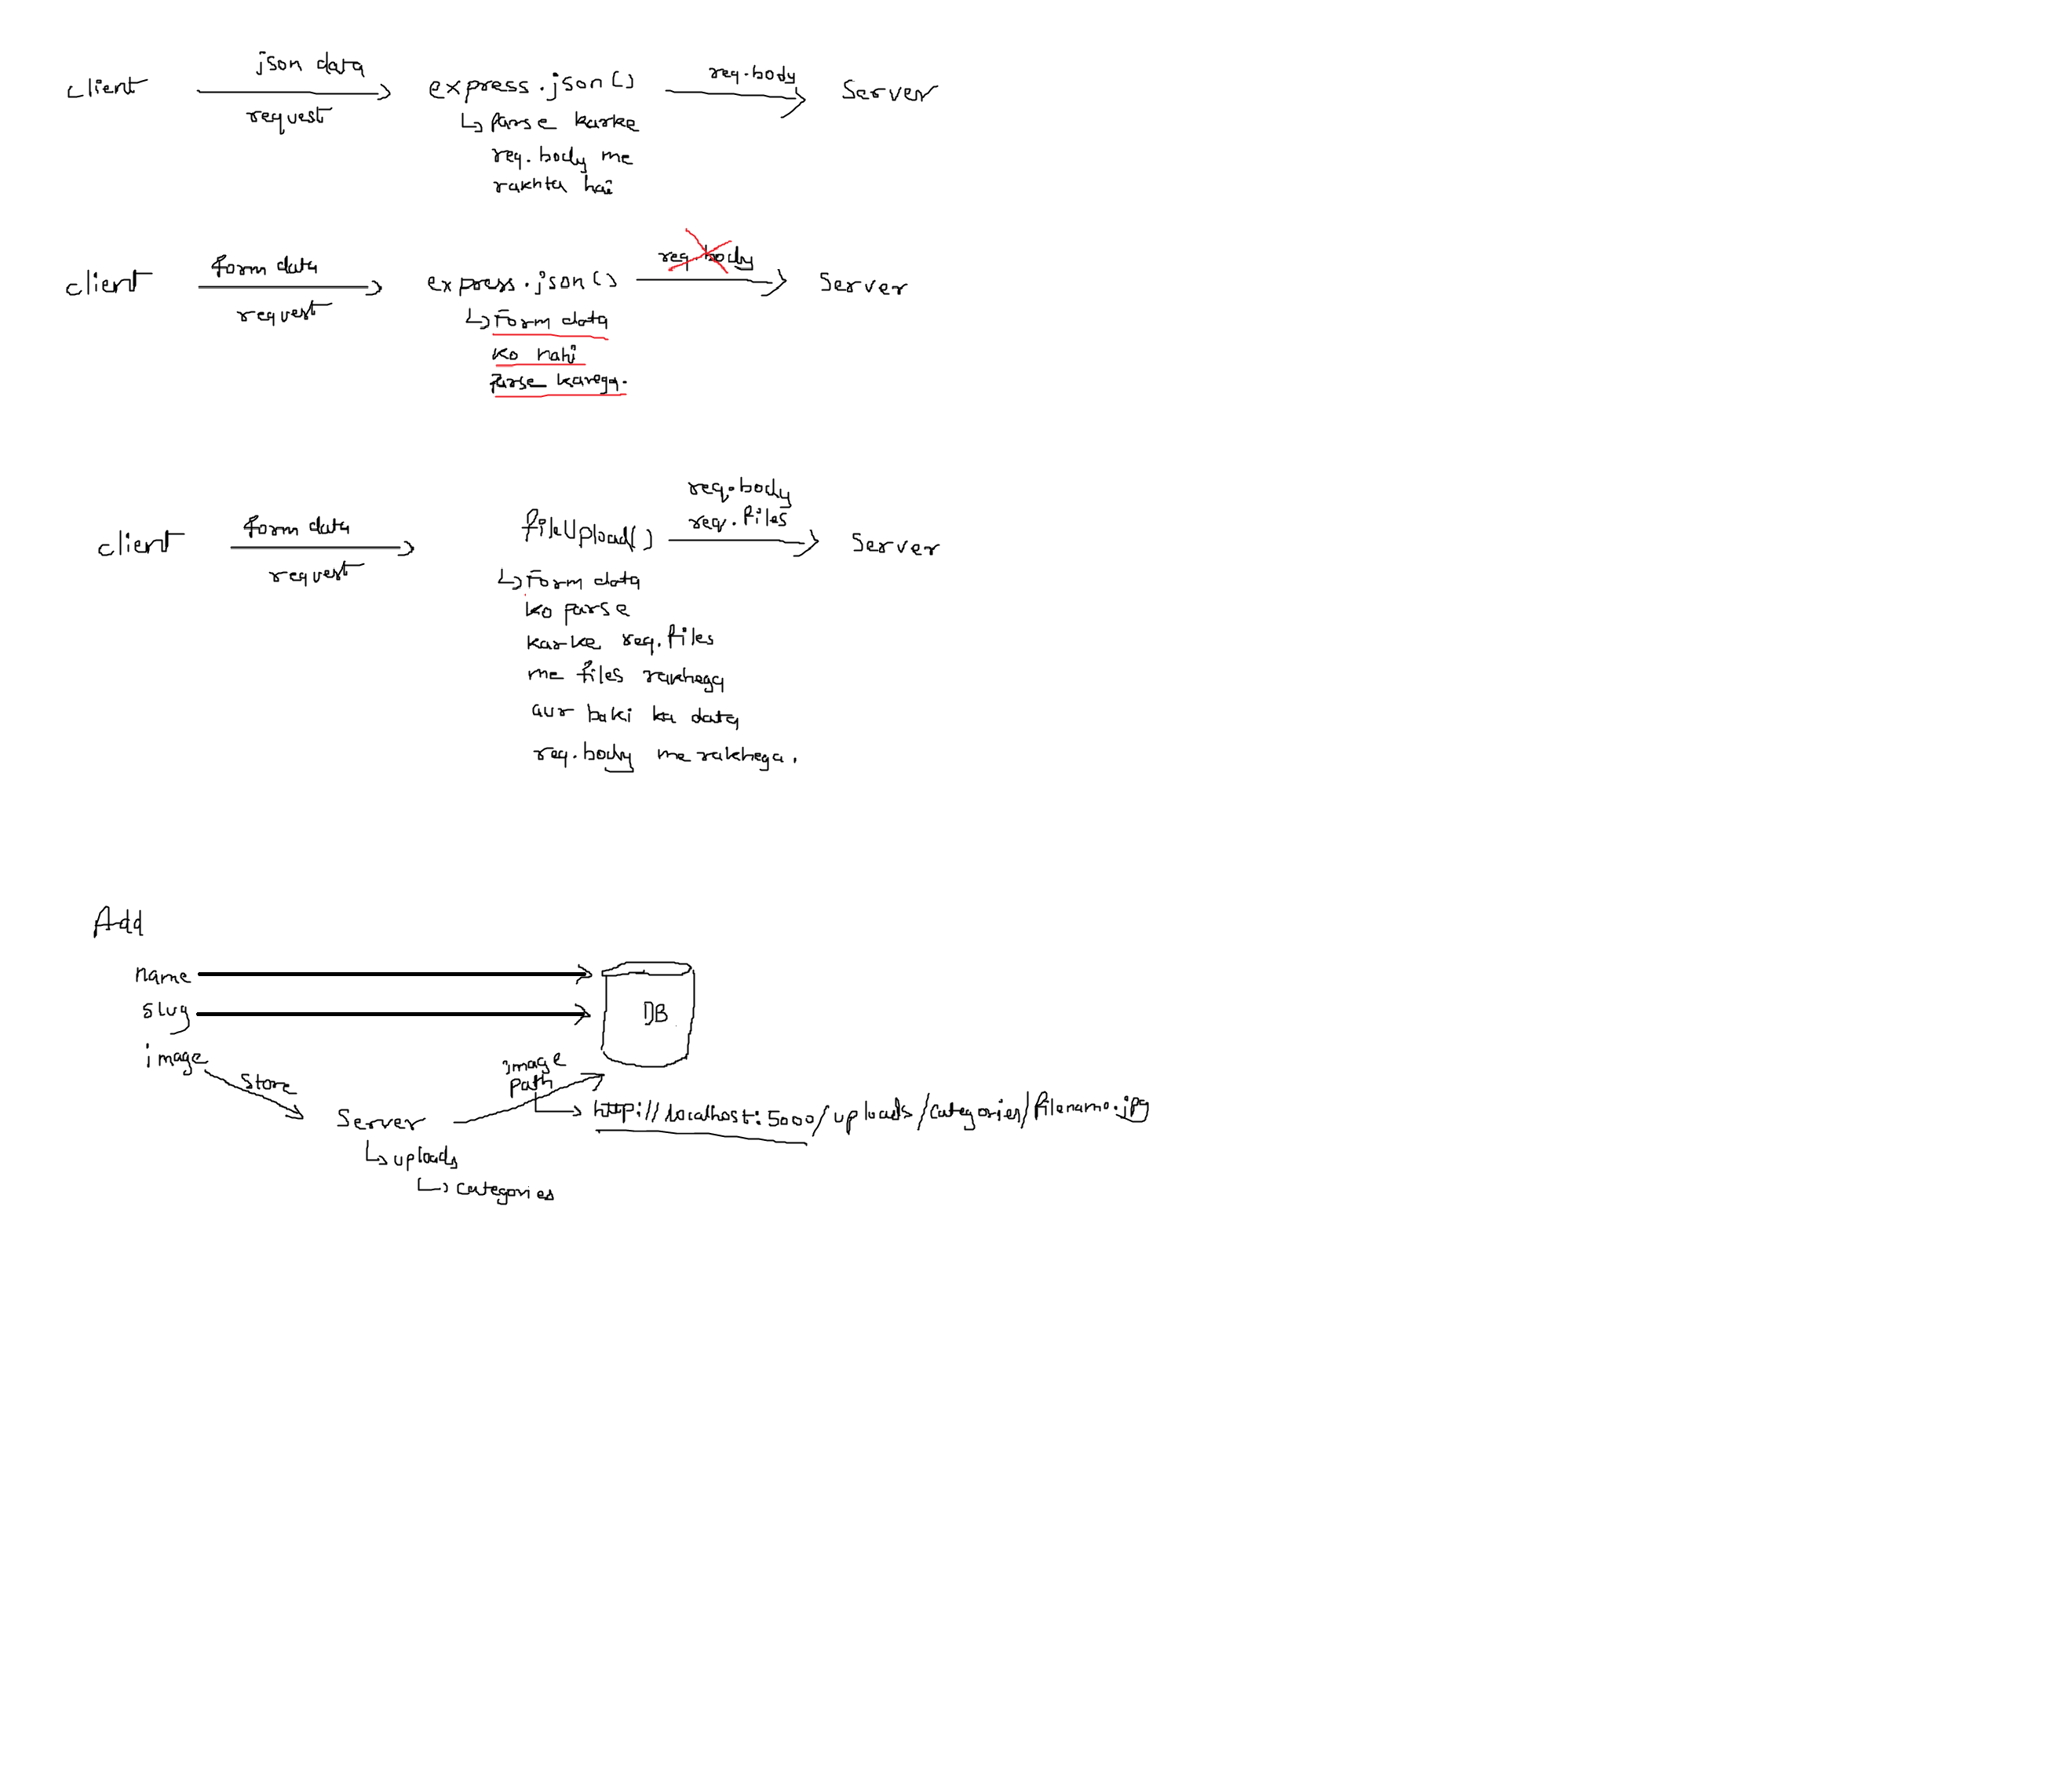 client
json data
request
express.json()
↳ parse karke
req.body me
rakhta hai
req.body
Server
client
form data
request
express.json()
↳ Form data
ko nahi
parse karega.
req.body
Server
client
form data
request
fileUpload()
↳ Form data
ko parse
karke req.files
me files rakhega
aur baki ka data
req.body me rakhega.
req.body
req.files
Server
Add
name
slug
image
DB
store
Server
↳ uploads
↳ categories
image
path
http://localhost:5000/uploads/categories/filename.jpg